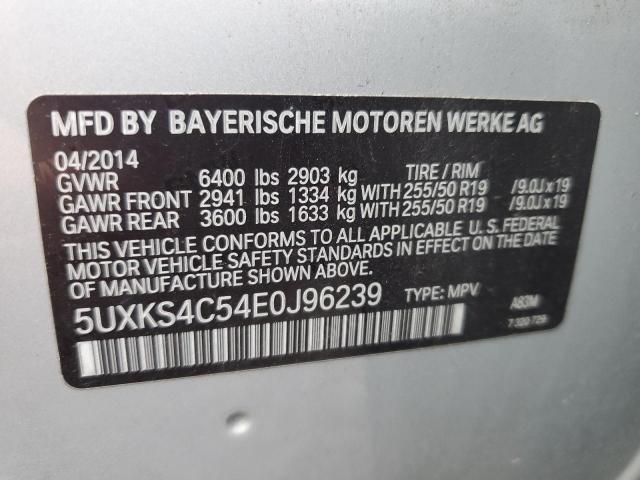 MFD BY BAYERISCHE MOTOREN WERKE AG
04/2014
GVWR 6400 lbs 2903 kg TIRE / RIM
GAWR FRONT 2941 lbs 1334 kg WITH 255/50 R19 /9.0J x 19
GAWR REAR 3600 lbs 1633 kg WITH 255/50 R19 /9.0J x 19
THIS VEHICLE CONFORMS TO ALL APPLICABLE U. S. FEDERAL
MOTOR VEHICLE SAFETY STANDARDS IN EFFECT ON THE DATE
OF MANUFACTURE SHOWN ABOVE.
5UXKS4C54E0J96239 TYPE: MPV A83M
7 320 729